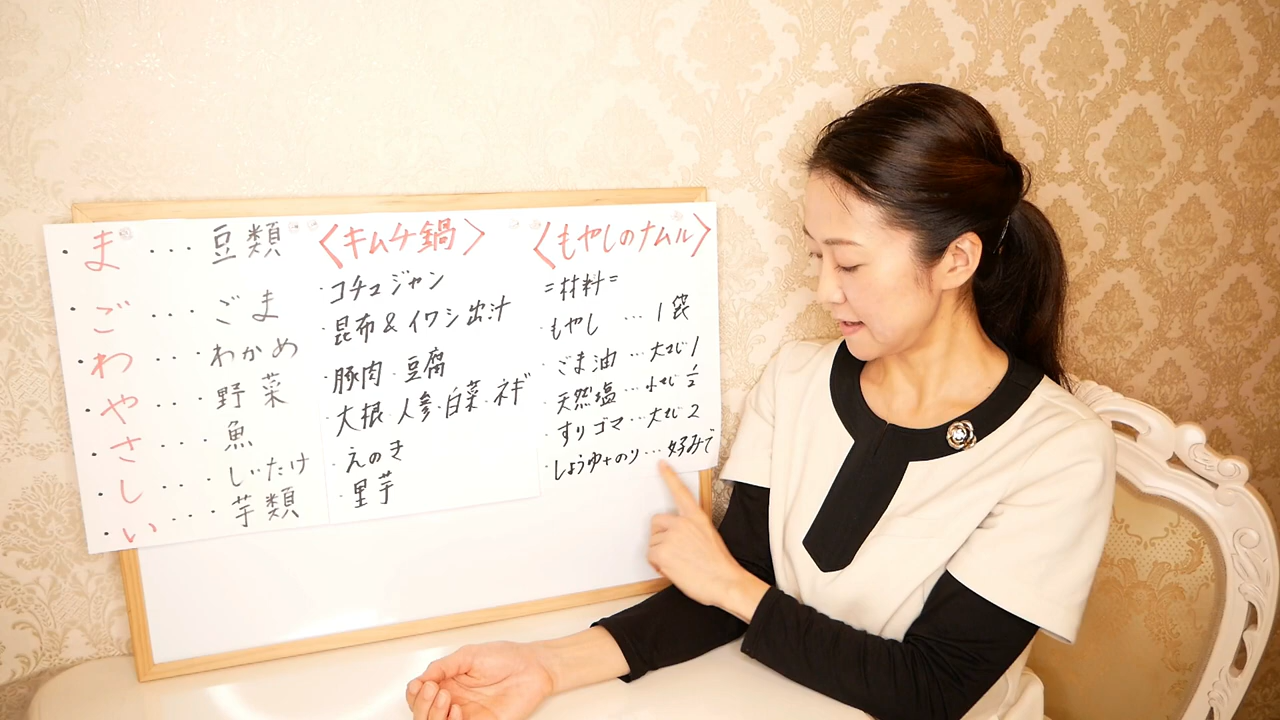 ・ま・・・豆類
・ご・・・ごま
・わ・・・わかめ
・や・・・野菜
・さ・・・魚
・し・・・しいたけ
・い・・・芋類
〈キムチ鍋〉
・コチュジャン
・昆布&イワシ出汁
・豚肉・豆腐
・大根・人参・白菜・ネギ
・えのき
・里芋
〈もやしのナムル〉
=材料=
・もやし・・・1袋
・ごま油・・・大さじ1
・天然塩・・・小さじ1/2
・すりゴマ・・・大さじ2
・しょうゆ+のり・・・好みで